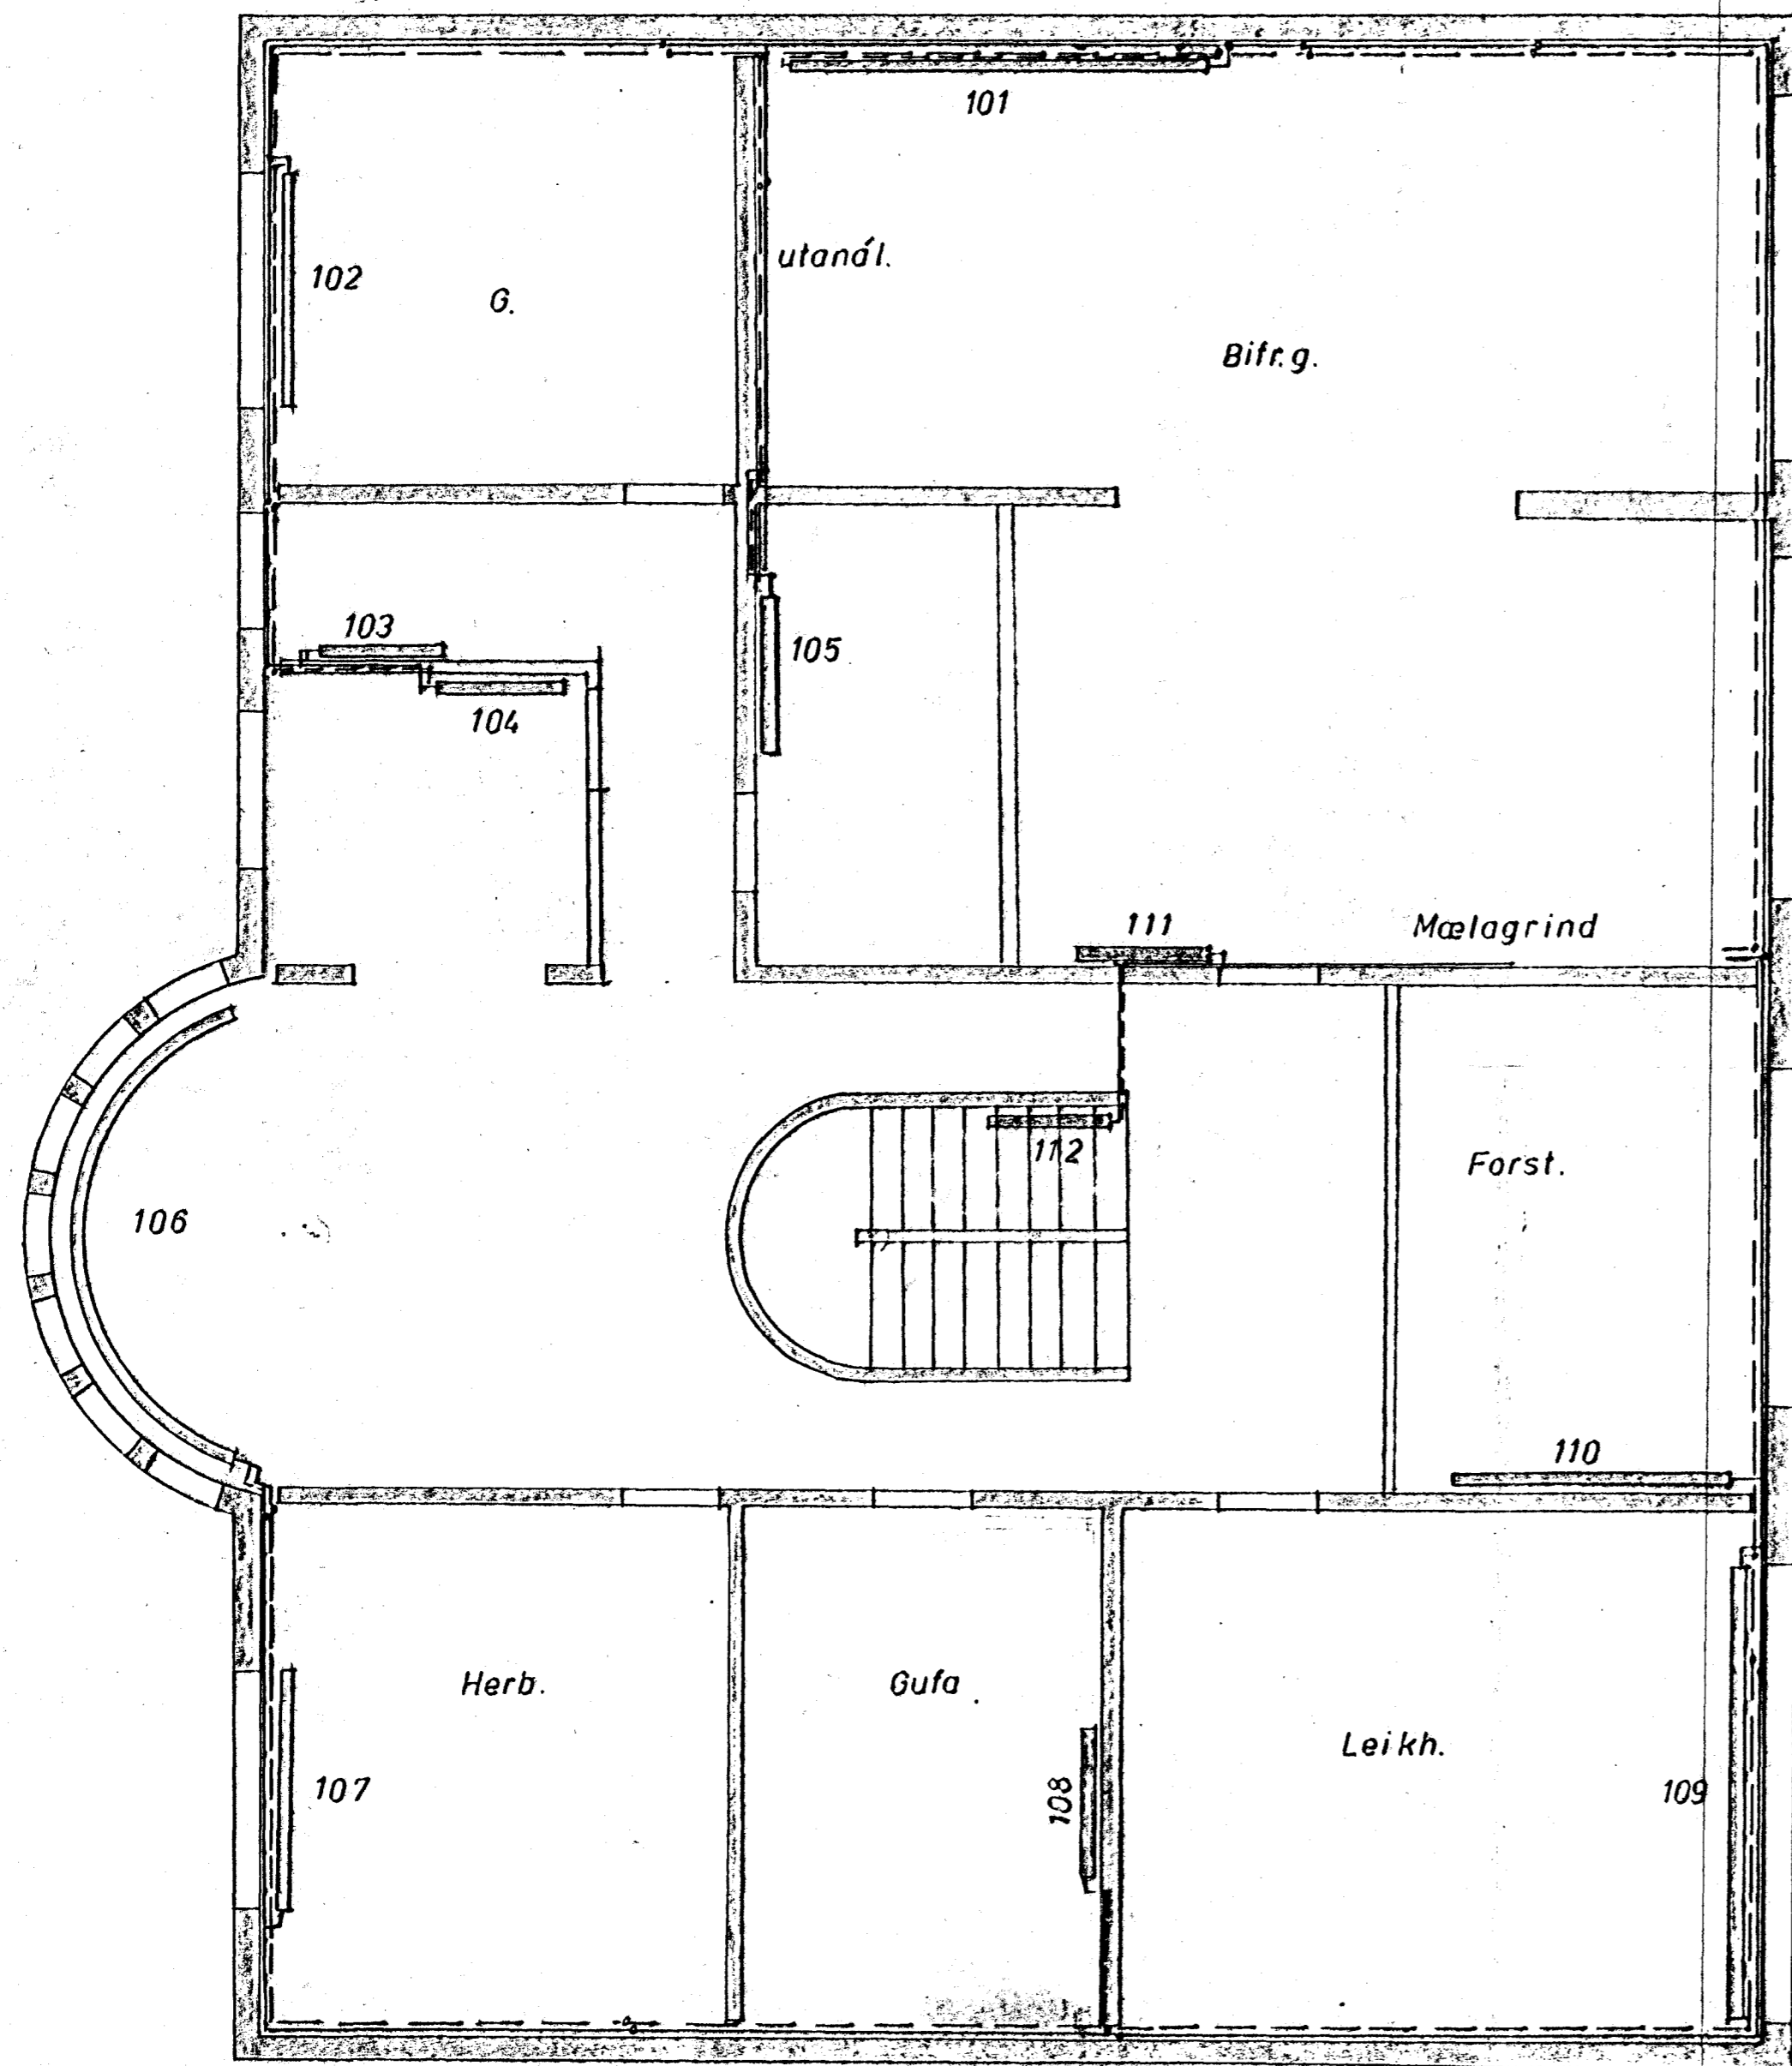 101
utanál.
102
G.
Bifr.g.
103
105
104
111
Mælagrind
112
Forst.
106
110
Herb.
Gufa
Leikh.
107
108
109